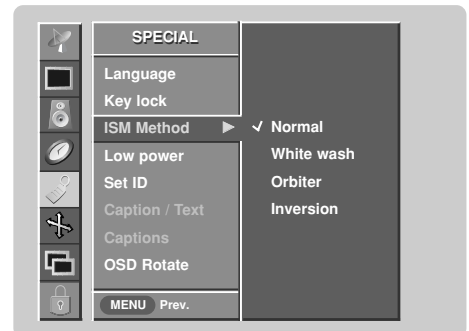 SPECIAL
Language
Key lock
ISM Method
Low power
Set ID
Caption / Text
Captions
OSD Rotate
MENU Prev.
Normal
White wash
Orbiter
Inversion